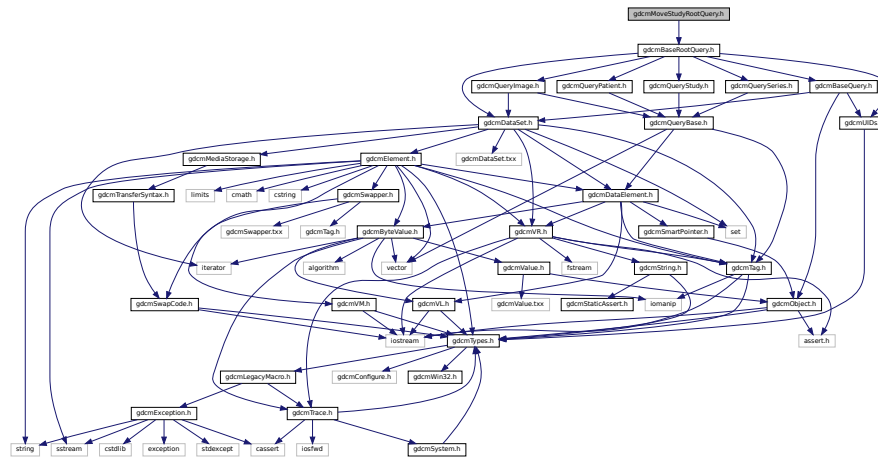 gdcmMoveStudyRootQuery.h
gdcmBaseRootQuery.h
gdcmQueryImage.h gdcmQueryPatient.h gdcmQueryStudy.h gdcmQuerySeries.h gdcmBaseQuery.h
gdcmDataSet.h gdcmQueryBase.h gdcmUIDs
gdcmMediaStorage.h gdcmElement.h gdcmDataSet.txx
gdcmTransferSyntax.h limits cmath cstring gdcmSwapper.h gdcmDataElement.h
gdcmSwapper.txx gdcmTag.h gdcmByteValue.h gdcmVR.h gdcmSmartPointer.h set
iterator algorithm vector gdcmValue.h fstream gdcmString.h gdcmTag.h
gdcmSwapCode.h gdcmVM.h gdcmVL.h gdcmValue.txx gdcmStaticAssert.h iomanip gdcmObject.h
iostream gdcmTypes.h assert.h
gdcmLegacyMacro.h gdcmConfigure.h gdcmWin32.h
gdcmException.h gdcmTrace.h
string sstream cstdlib exception stdexcept cassert iosfwd gdcmSystem.h